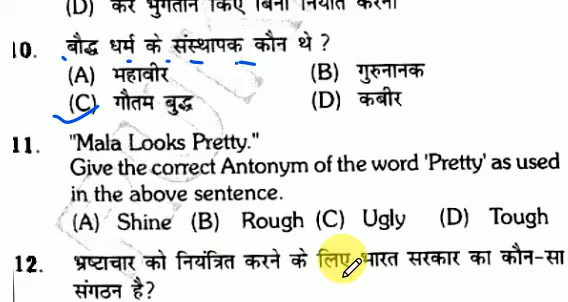 (D) कर भुगतान किए बिना निर्यात करना
10. बौद्ध धर्म के संस्थापक कौन थे ?
(A) महावीर (B) गुरुनानक
(C) गौतम बुद्ध (D) कबीर
11. "Mala Looks Pretty."
Give the correct Antonym of the word 'Pretty' as used
in the above sentence.
(A) Shine (B) Rough (C) Ugly (D) Tough
12. भ्रष्टाचार को नियंत्रित करने के लिए भारत सरकार का कौन-सा
संगठन है?